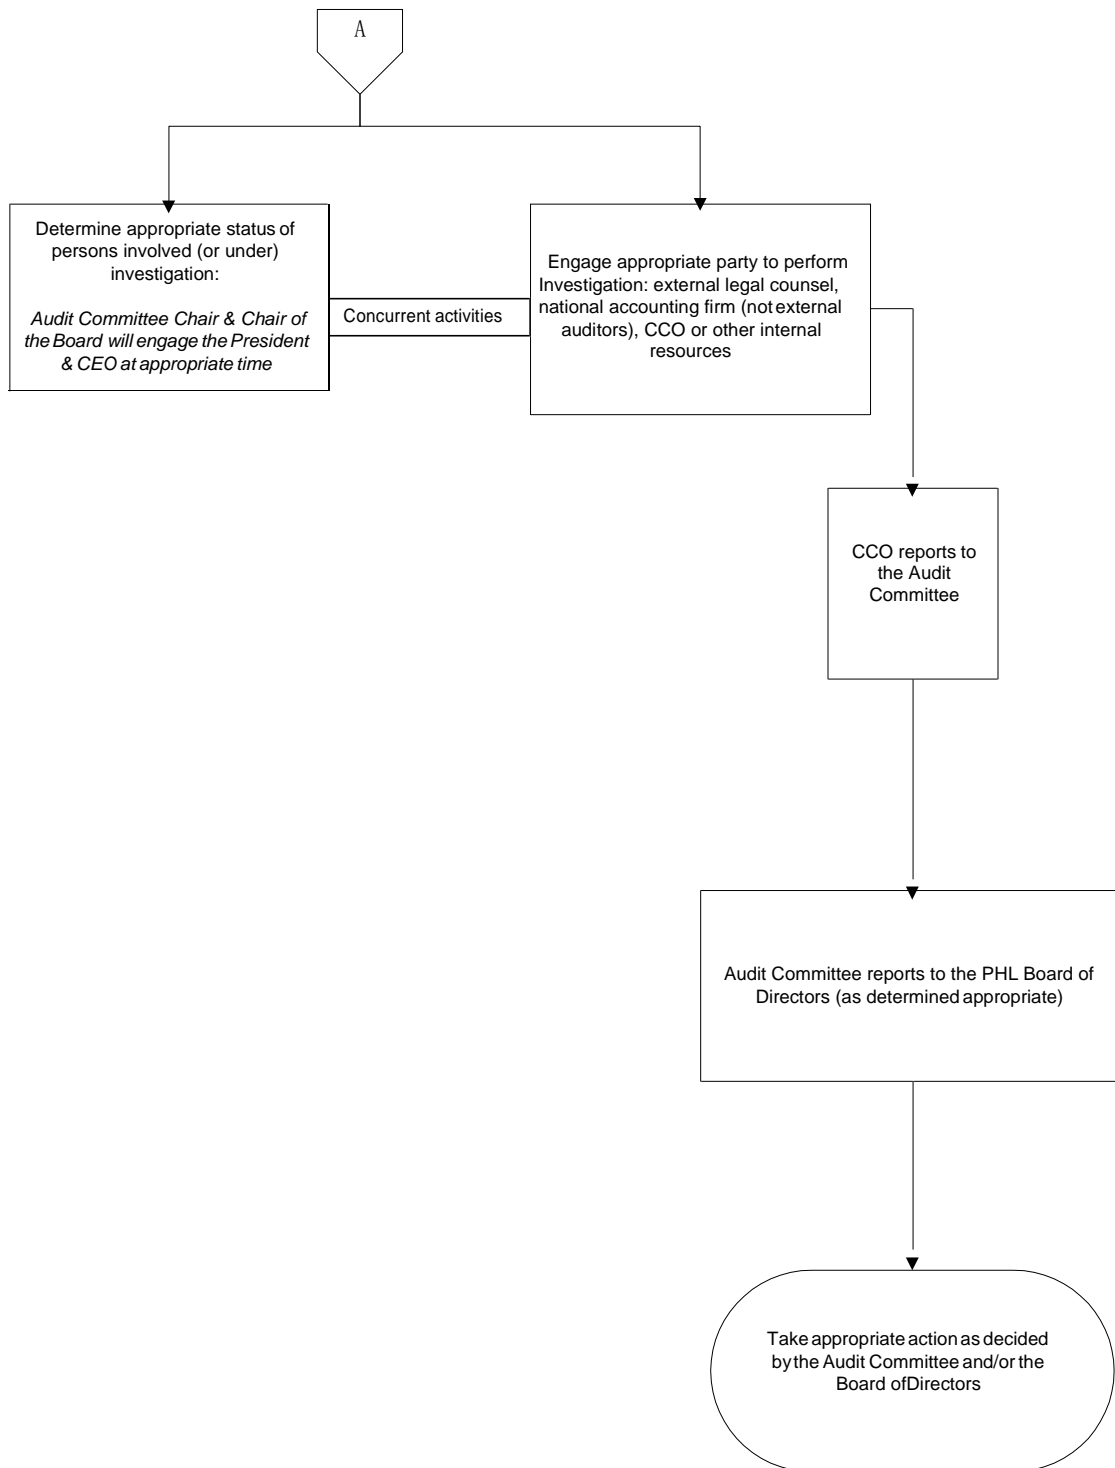 A
Determine appropriate status of
persons involved (or under)
investigation:
Audit Committee Chair & Chair of
the Board will engage the President
& CEO at appropriate time
Concurrent activities
Engage appropriate party to perform
Investigation: external legal counsel,
national accounting firm (not external
auditors), CCO or other internal
resources
CCO reports to
the Audit
Committee
Audit Committee reports to the PHL Board of
Directors (as determined appropriate)
Take appropriate action as decided
by the Audit Committee and/or the
Board of Directors